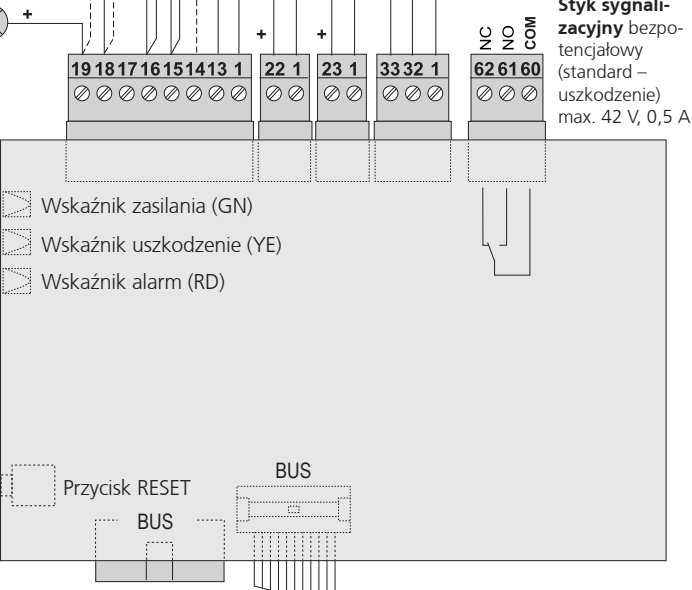 Styk sygnali-
zacyjny bezpo-
tencjałowy
(standard –
uszkodzenie)
max. 42 V, 0,5 A
+
+
+
NC NO COM
19 18 17 16 15 14 13 1
22 1
23 1
33 32 1
62 61 60
Wskaźnik zasilania (GN)
Wskaźnik uszkodzenie (YE)
Wskaźnik alarm (RD)
Przycisk RESET
BUS
BUS